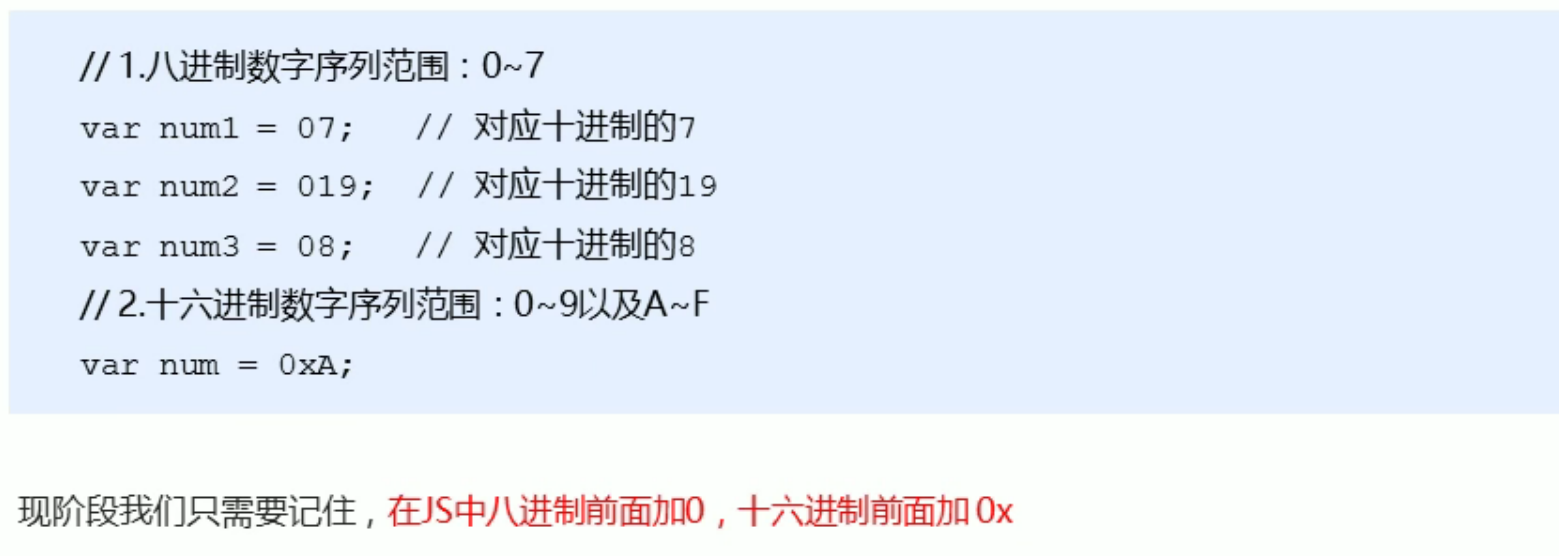 // 1.八进制数字序列范围：0~7
var num1 = 07;   // 对应十进制的7
var num2 = 019;  // 对应十进制的19
var num3 = 08;   // 对应十进制的8
// 2.十六进制数字序列范围：0~9以及A~F
var num = 0xA;
现阶段我们只需要记住，在JS中八进制前面加0，十六进制前面加 0x